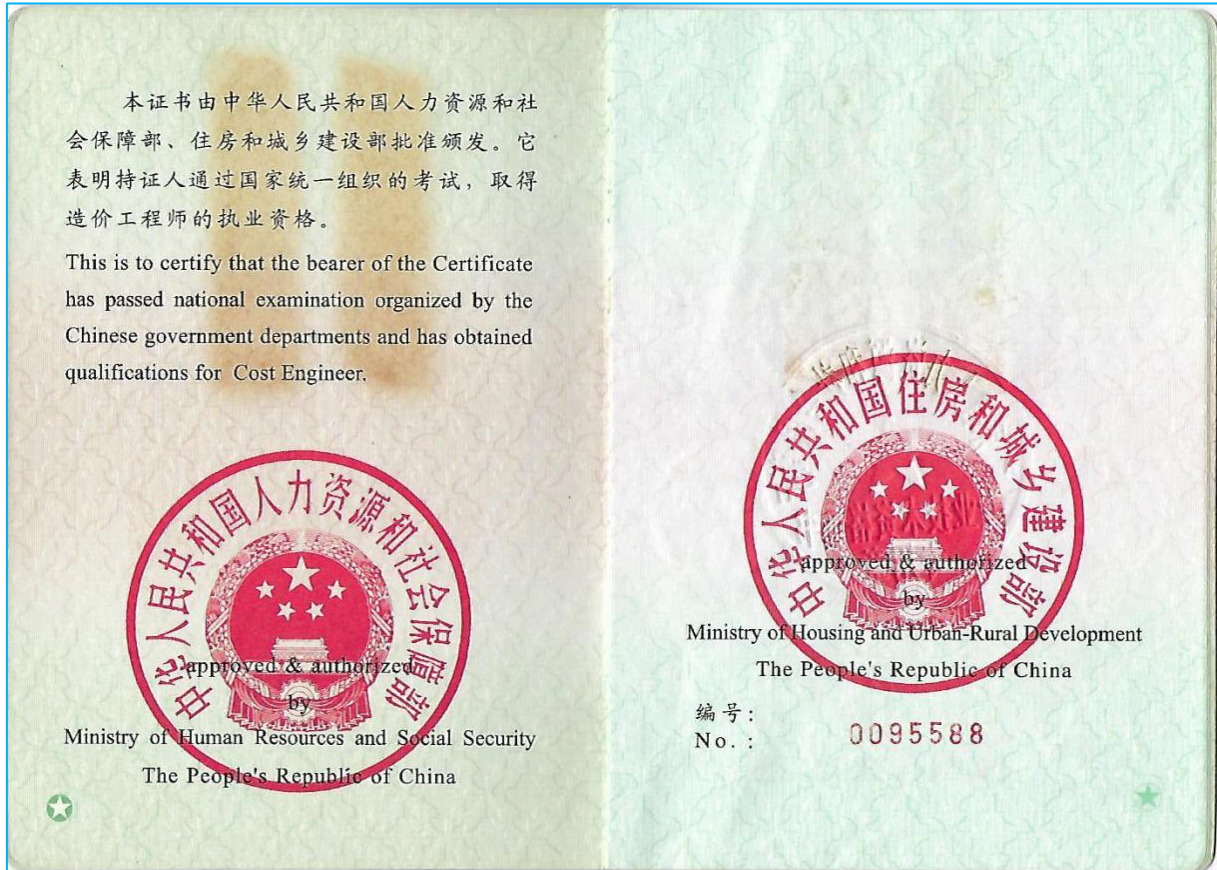 本证书由中华人民共和国人力资源和社
会保障部、住房和城乡建设部批准颁发。它
表明持证人通过国家统一组织的考试，取得
造价工程师的执业资格。
This is to certify that the bearer of the Certificate
has passed national examination organized by the
Chinese government departments and has obtained
qualifications for Cost Engineer.
中华人民共和国人力资源和社会保障部
approved & authorized
by
Ministry of Human Resources and Social Security
The People's Republic of China
中华人民共和国住房和城乡建设部
approved & authorized
by
Ministry of Housing and Urban-Rural Development
The People's Republic of China
编号:
No.: 0095588